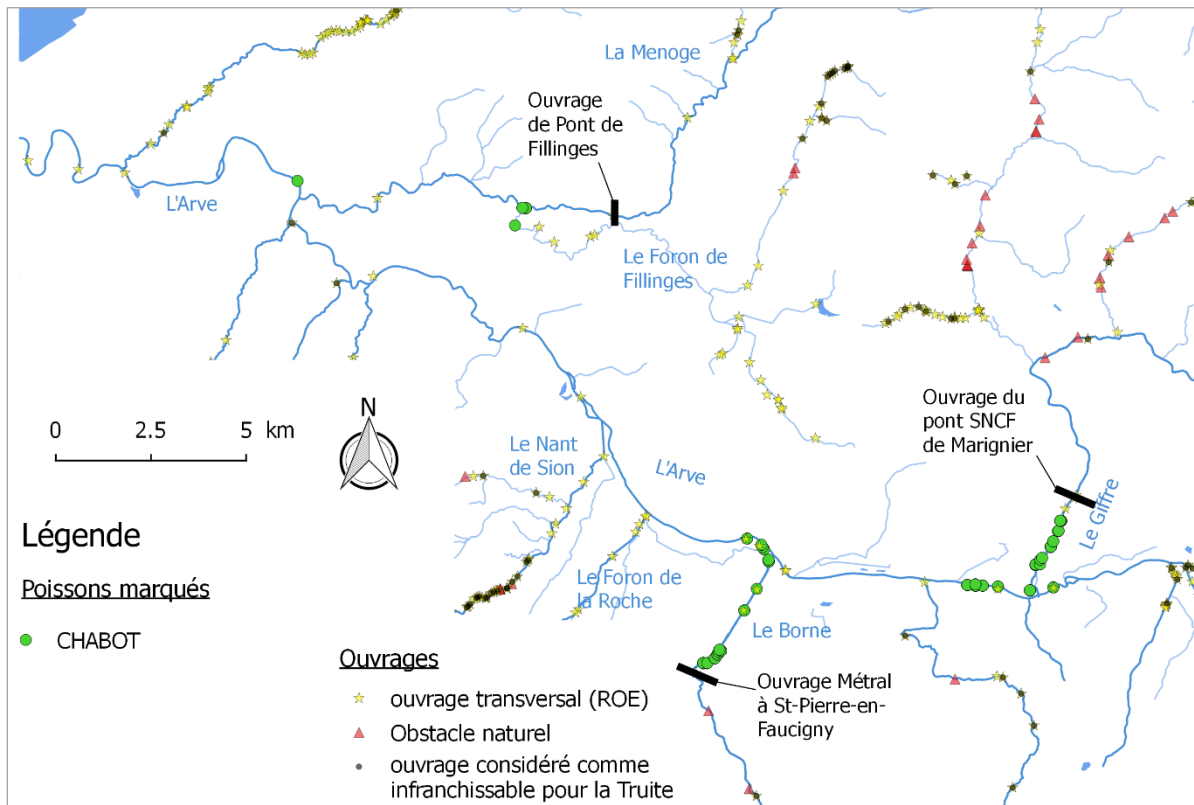 La Menoge
Ouvrage
de Pont de
Fillinges
L'Arve
Le Foron de
Fillinges
Ouvrage du
pont SNCF
de Marignier
N
0 2.5 5 km
Le Nant
de Sion
L'Arve
Le Giffre
Légende
Poissons marqués
CHABOT
Le Foron de
la Roche
Le Borne
Ouvrages
ouvrage transversal (ROE)
Obstacle naturel
ouvrage considéré comme
infranchissable pour la Truite
Ouvrage Métral
à St-Pierre-en-
Faucigny